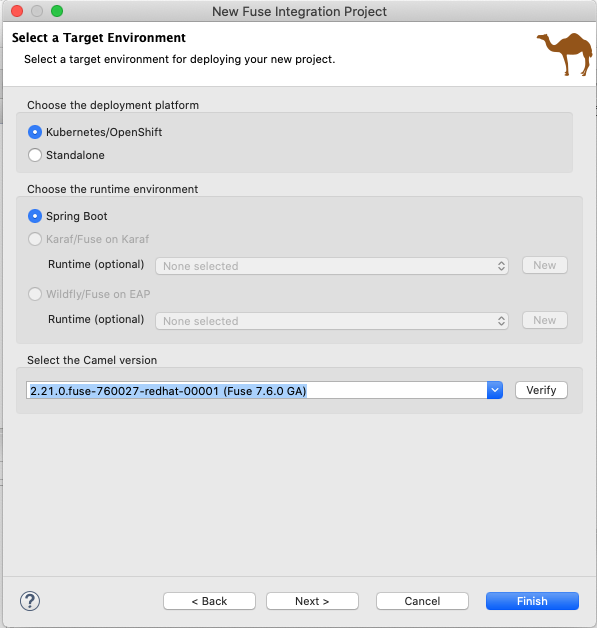 New Fuse Integration Project
Select a Target Environment
Select a target environment for deploying your new project.
Choose the deployment platform
Kubernetes/OpenShift
Standalone
Choose the runtime environment
Spring Boot
Karaf/Fuse on Karaf
Runtime (optional) None selected New
Wildfly/Fuse on EAP
Runtime (optional) None selected New
Select the Camel version
2.21.0.fuse-760027-redhat-00001 (Fuse 7.6.0 GA) Verify
? < Back Next > Cancel Finish